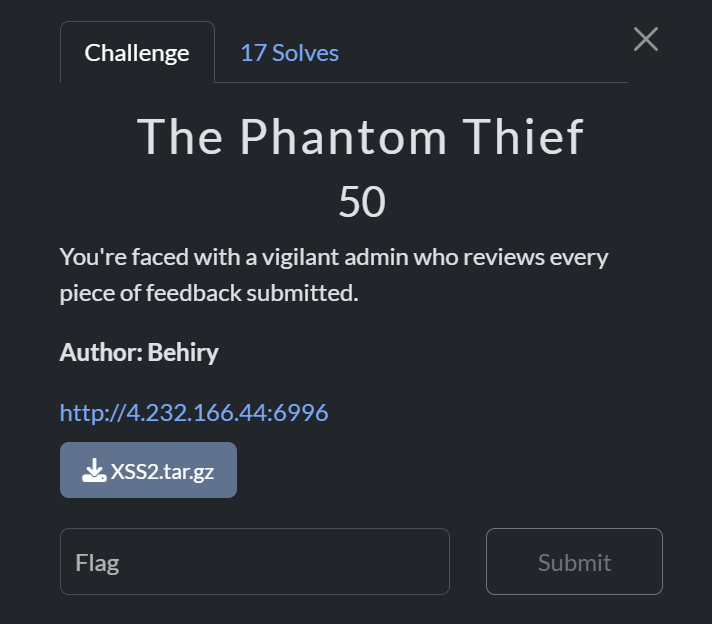 Challenge
17 Solves
The Phantom Thief
50
You're faced with a vigilant admin who reviews every
piece of feedback submitted.
Author: Behiry
http://4.232.166.44:6996
XSS2.tar.gz
Flag
Submit